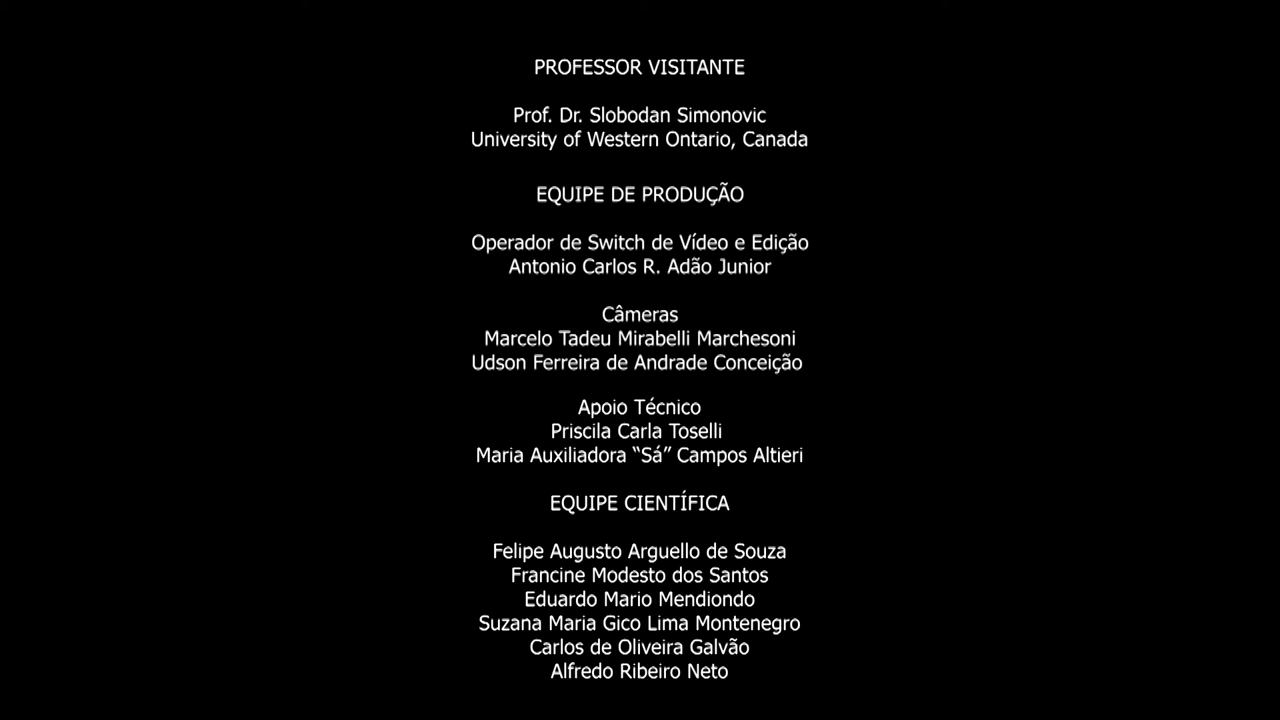 PROFESSOR VISITANTE
Prof. Dr. Slobodan Simonovic
University of Western Ontario, Canada
EQUIPE DE PRODUÇÃO
Operador de Switch de Vídeo e Edição
Antonio Carlos R. Adão Junior
Câmeras
Marcelo Tadeu Mirabelli Marchesoni
Udson Ferreira de Andrade Conceição
Apoio Técnico
Priscila Carla Toselli
Maria Auxiliadora “Sá” Campos Altieri
EQUIPE CIENTÍFICA
Felipe Augusto Arguello de Souza
Francine Modesto dos Santos
Eduardo Mario Mendiondo
Suzana Maria Gico Lima Montenegro
Carlos de Oliveira Galvão
Alfredo Ribeiro Neto